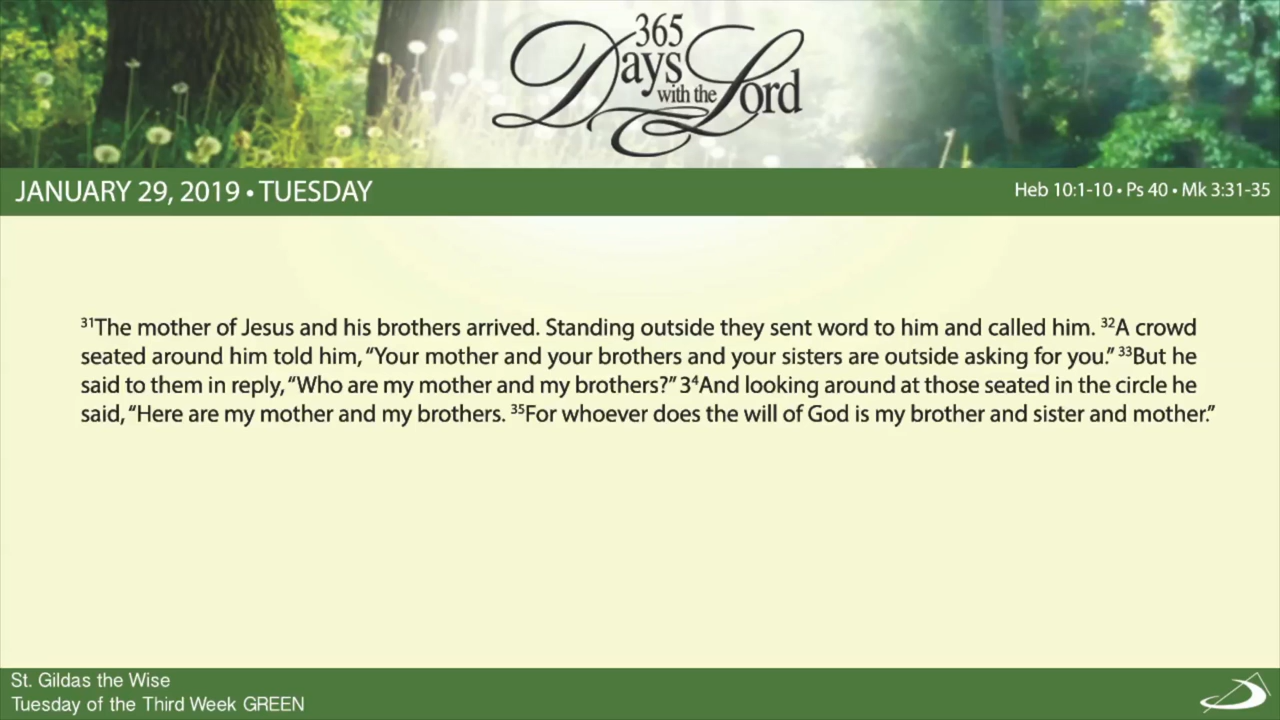 365
Days
with the Lord
JANUARY 29, 2019 • TUESDAY
Heb 10:1-10 • Ps 40 • Mk 3:31-35
³¹The mother of Jesus and his brothers arrived. Standing outside they sent word to him and called him. ³²A crowd
seated around him told him, “Your mother and your brothers and your sisters are outside asking for you.” ³³But he
said to them in reply, “Who are my mother and my brothers?” 3⁴And looking around at those seated in the circle he
said, “Here are my mother and my brothers. ³⁵For whoever does the will of God is my brother and sister and mother.”
St. Gildas the Wise
Tuesday of the Third Week GREEN